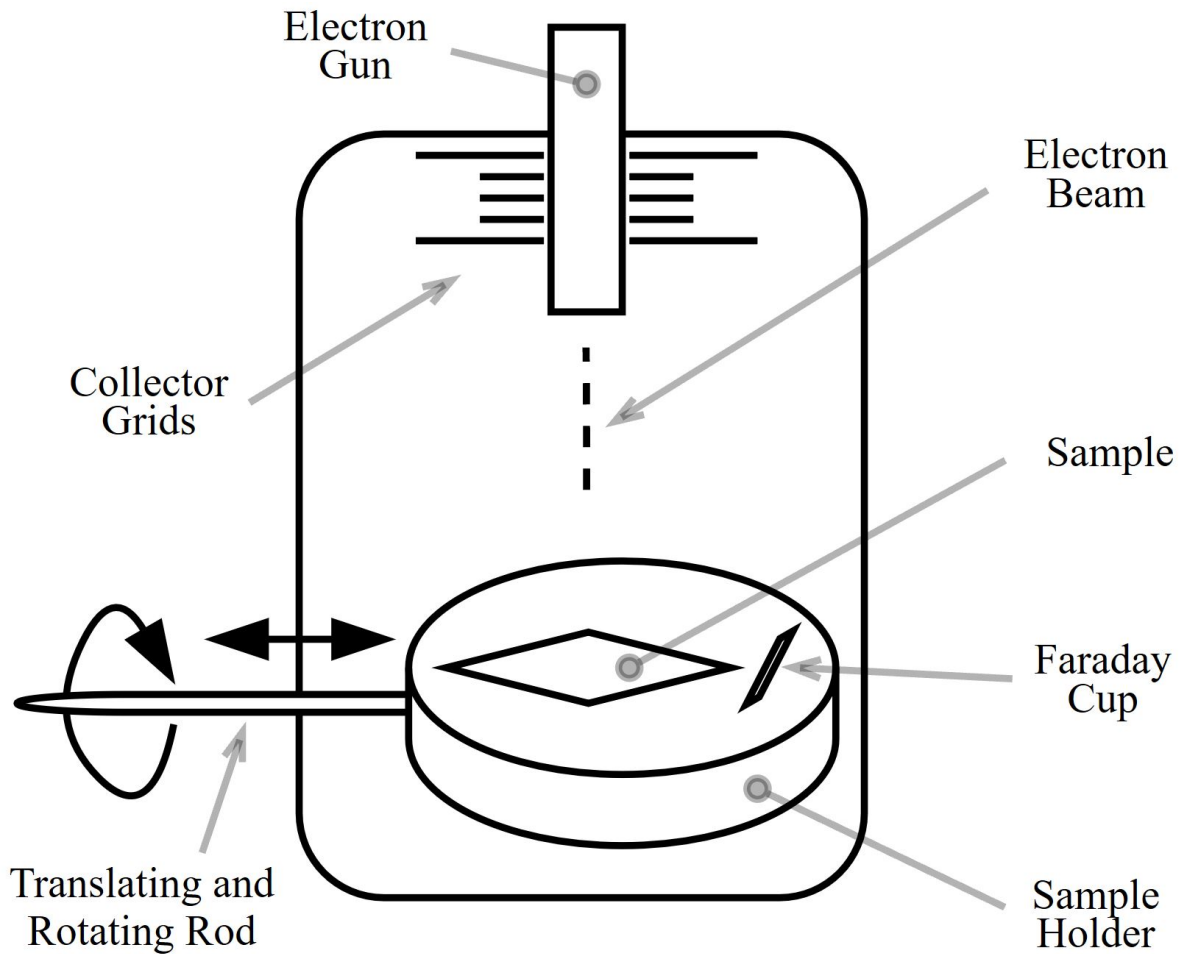 Electron
Gun
Electron
Beam
Collector
Grids
Sample
Faraday
Cup
Translating and
Rotating Rod
Sample
Holder